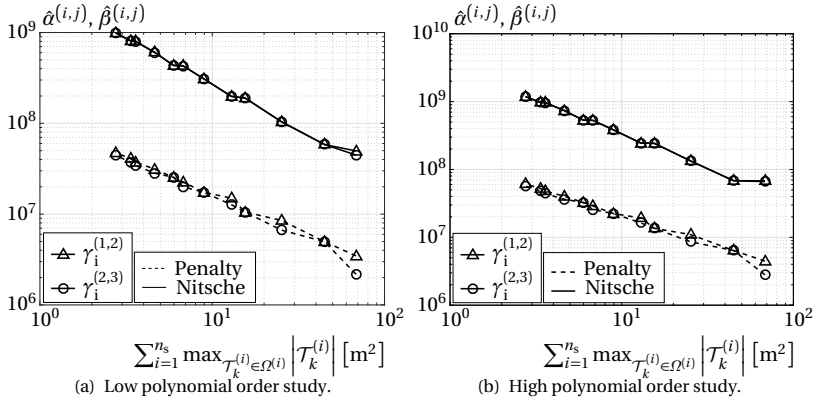 α̂^(i,j), β̂^(i,j)
10^9
10^8
10^7
10^6
10^0
10^1
10^2
γ_i^(1,2)
γ_i^(2,3)
Penalty
Nitsche
∑_{i=1}^{n_s} max_{𝒯_k^(i)∈Ω^(i)} |𝒯_k^(i)| [m²]
(a) Low polynomial order study.
α̂^(i,j), β̂^(i,j)
10^10
10^9
10^8
10^7
10^6
10^0
10^1
10^2
γ_i^(1,2)
γ_i^(2,3)
Penalty
Nitsche
∑_{i=1}^{n_s} max_{𝒯_k^(i)∈Ω^(i)} |𝒯_k^(i)| [m²]
(b) High polynomial order study.